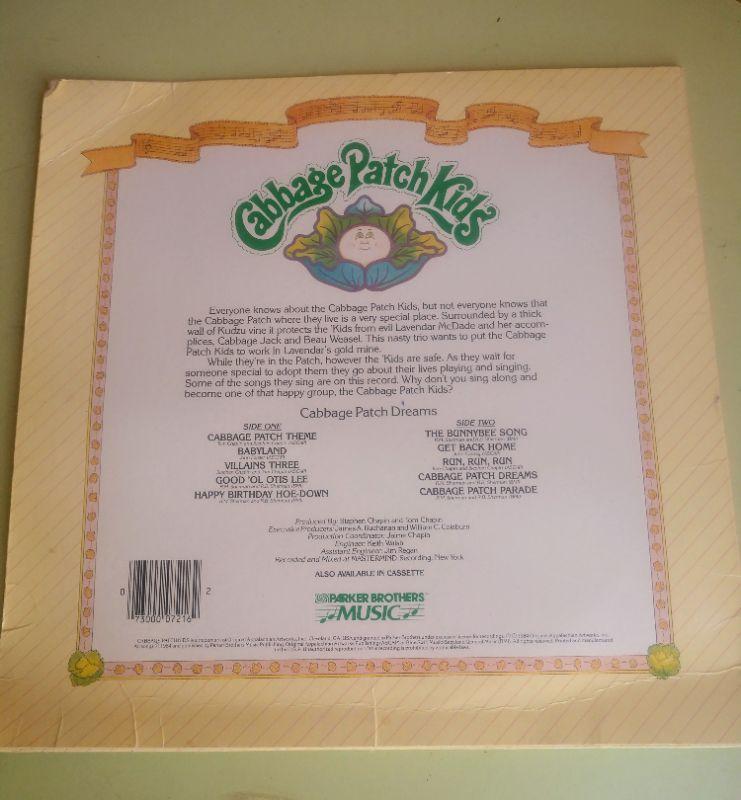 Cabbage Patch Kids
Everyone knows about the Cabbage Patch Kids, but not everyone knows that
the Cabbage Patch where they live is a very special place. Surrounded by a thick
wall of Kudzu vine it protects the 'Kids from evil Lavendar McDade and her accom-
plices, Cabbage Jack and Beau Weasel. This nasty trio wants to put the Cabbage
Patch Kids to work in Lavendar's gold mine.
While they're in the Patch, however the 'Kids are safe. As they wait for
someone special to adopt them they go about their lives playing and singing.
Some of the songs they sing are on this record. Why don't you sing along and
become one of that happy group, the Cabbage Patch Kids?
Cabbage Patch Dreams
SIDE ONE
CABBAGE PATCH THEME
BABYLAND
VILLAINS THREE
GOOD 'OL OTIS LEE
HAPPY BIRTHDAY HOE-DOWN
SIDE TWO
THE BUNNYBEE SONG
GET BACK HOME
RUN, RUN, RUN
CABBAGE PATCH DREAMS
CABBAGE PATCH PARADE
Produced By: Stephen Chapin and Tom Chapin
Executive Producers: James A. Buchanan and William C. Coleburn
Production Coordinator: Jaime Chapin
Engineer: Keith Walsh
Assistant Engineer: Jim Regan
Recorded and Mixed at MASTERMIND Recording, New York
ALSO AVAILABLE IN CASSETTE
0 73000 07216 2
PARKER BROTHERS
MUSIC